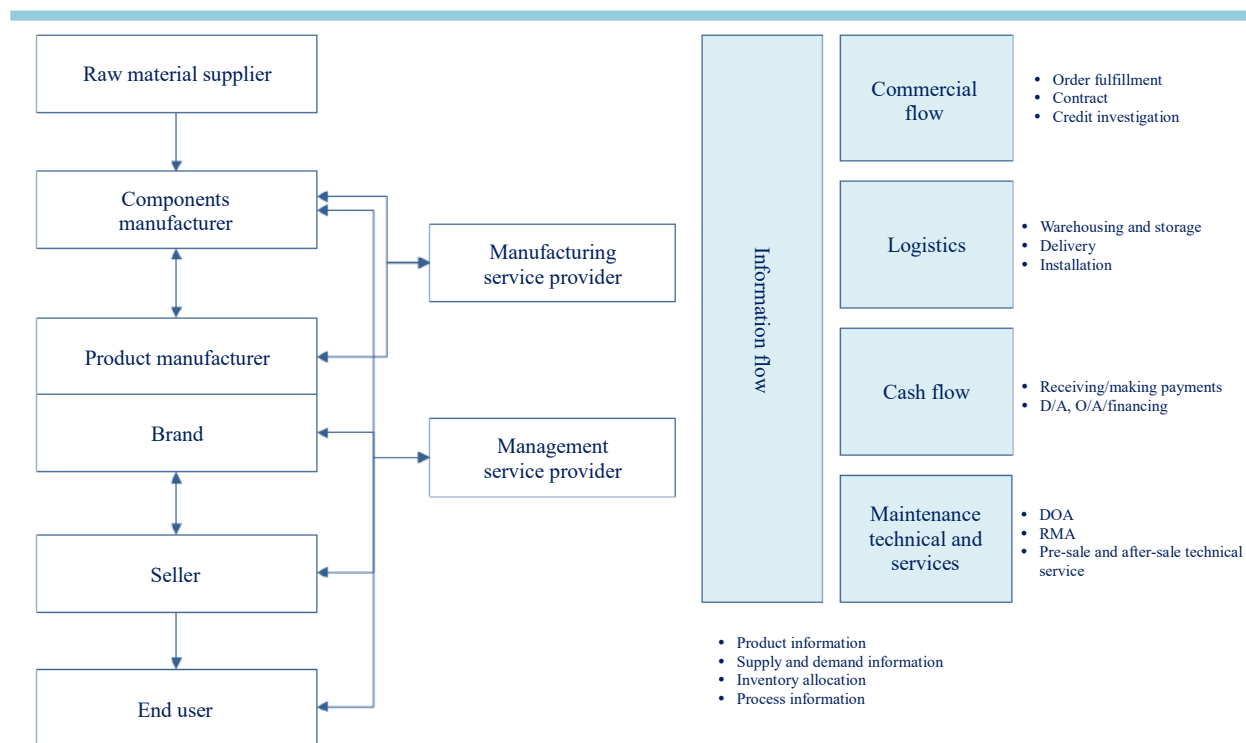 Raw material supplier
Components
manufacturer
Product manufacturer
Brand
Seller
End user
Manufacturing
service provider
Management
service provider
Information flow
Commercial
flow
• Order fulfillment
• Contract
• Credit investigation
Logistics
• Warehousing and storage
• Delivery
• Installation
Cash flow
• Receiving/making payments
• D/A, O/A/financing
Maintenance
technical and
services
• DOA
• RMA
• Pre-sale and after-sale technical
service
• Product information
• Supply and demand information
• Inventory allocation
• Process information